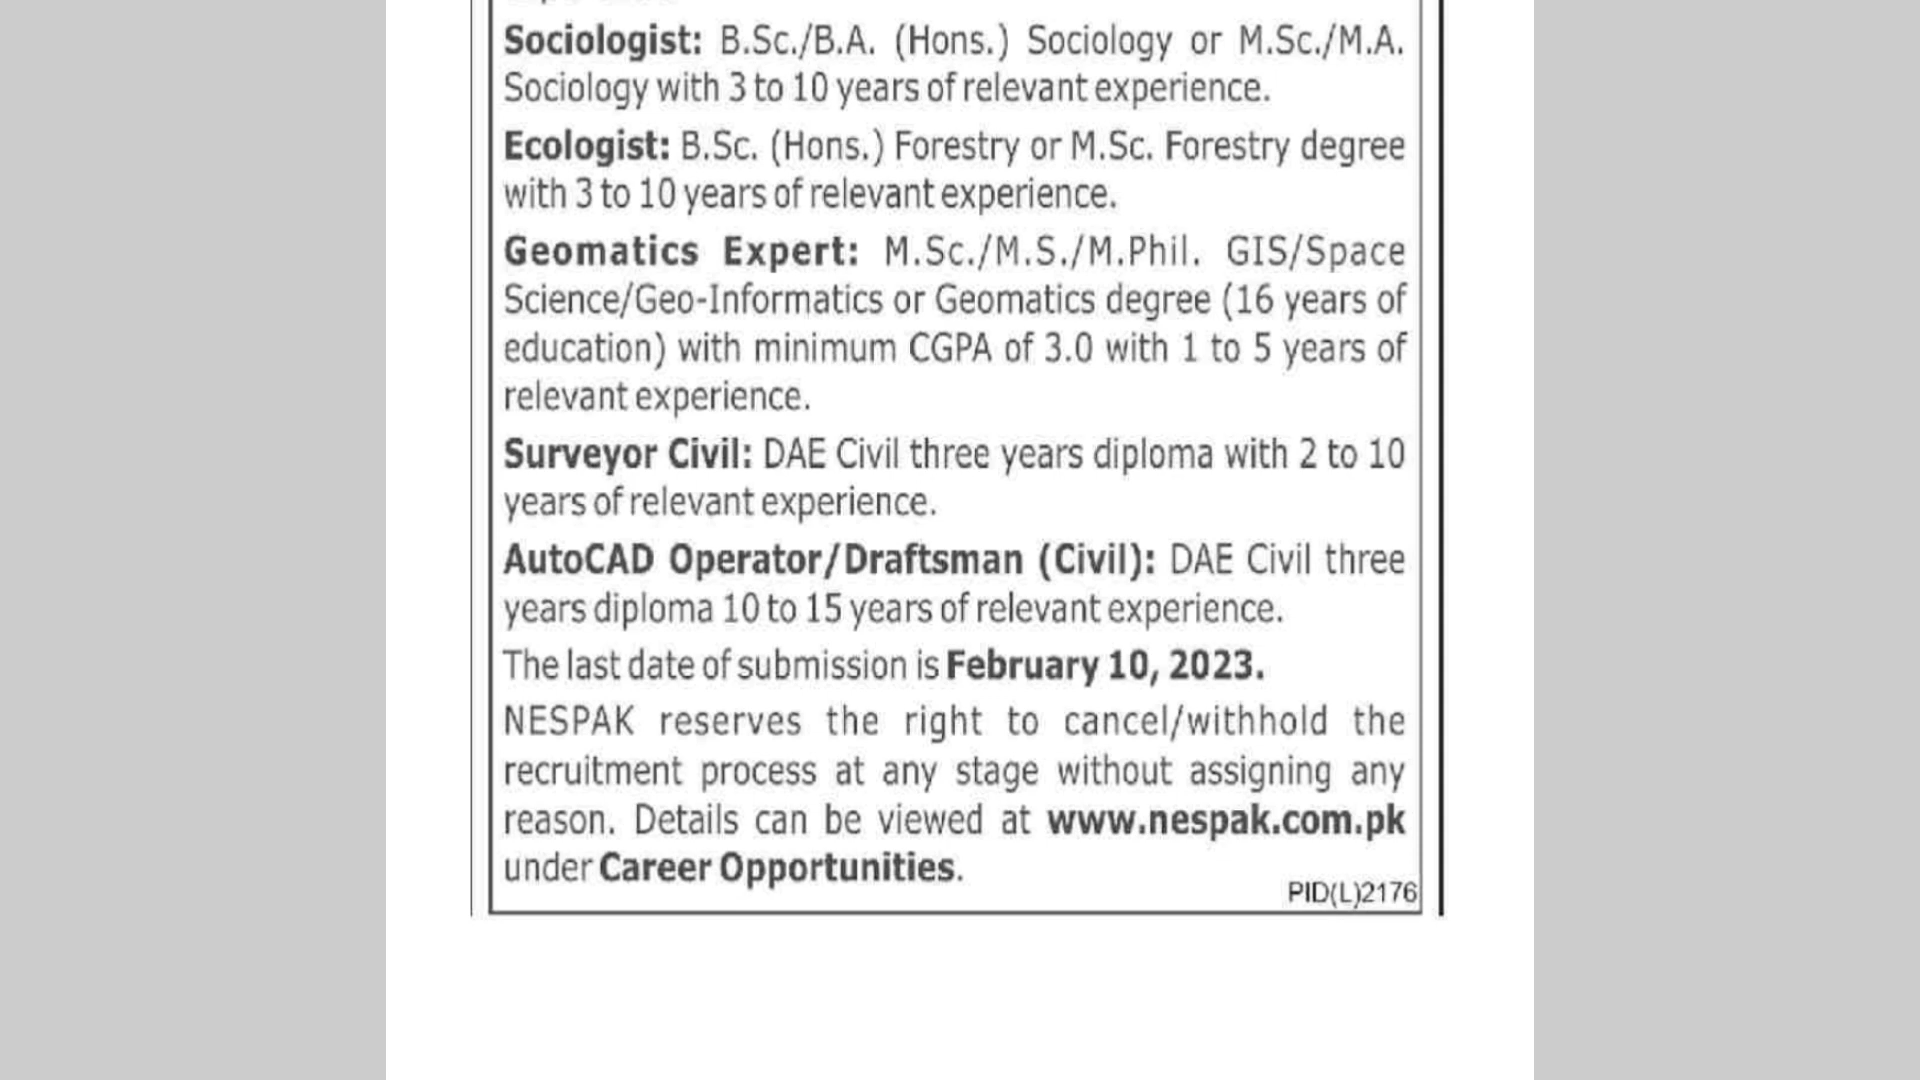 Sociologist: B.Sc./B.A. (Hons.) Sociology or M.Sc./M.A.
Sociology with 3 to 10 years of relevant experience.
Ecologist: B.Sc. (Hons.) Forestry or M.Sc. Forestry degree
with 3 to 10 years of relevant experience.
Geomatics Expert: M.Sc./M.S./M.Phil. GIS/Space
Science/Geo-Informatics or Geomatics degree (16 years of
education) with minimum CGPA of 3.0 with 1 to 5 years of
relevant experience.
Surveyor Civil: DAE Civil three years diploma with 2 to 10
years of relevant experience.
AutoCAD Operator/Draftsman (Civil): DAE Civil three
years diploma 10 to 15 years of relevant experience.
The last date of submission is February 10, 2023.
NESPAK reserves the right to cancel/withhold the
recruitment process at any stage without assigning any
reason. Details can be viewed at www.nespak.com.pk
under Career Opportunities.
PID(L)2176